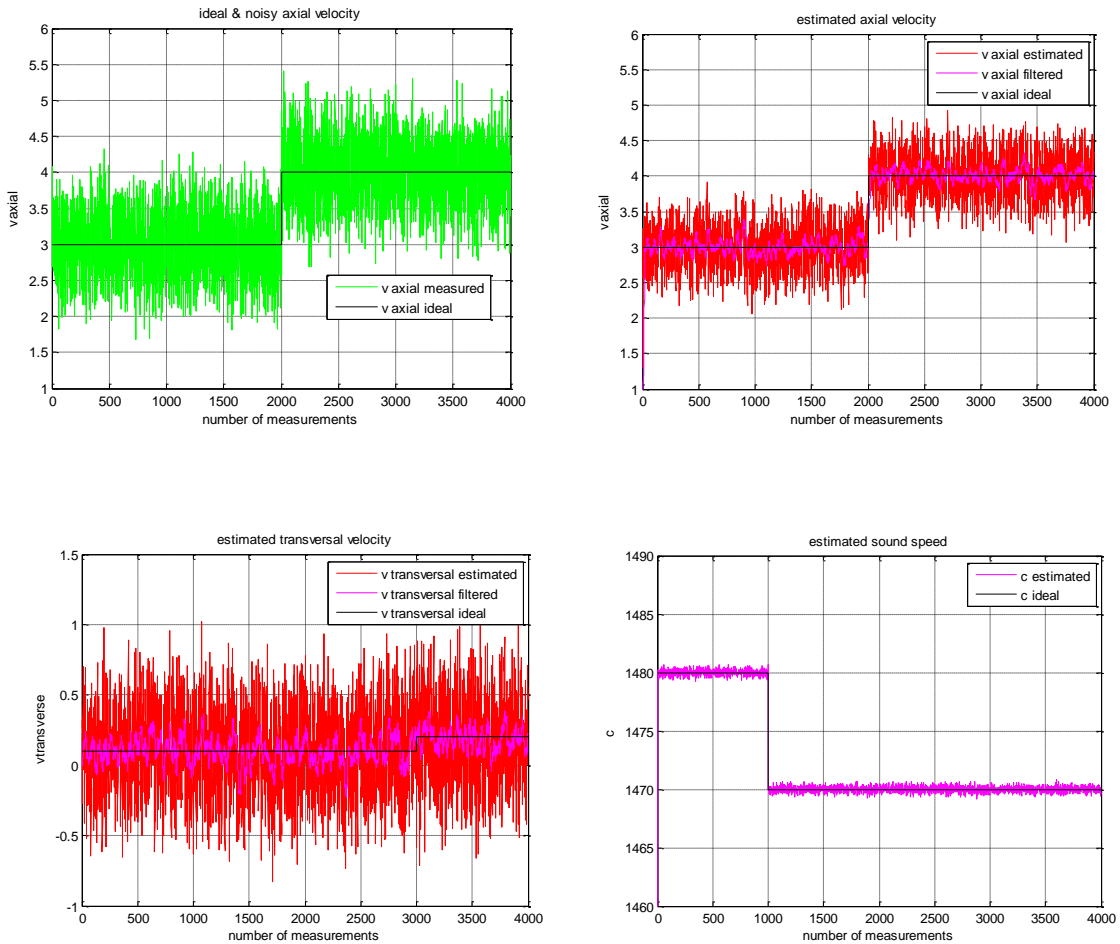 ideal & noisy axial velocity
6
5.5
5
4.5
4
3.5
3
2.5
2
1.5
1
vaxial
v axial measured
v axial ideal
0 500 1000 1500 2000 2500 3000 3500 4000
number of measurements
estimated axial velocity
6
5.5
5
4.5
4
3.5
3
2.5
2
1.5
1
vaxial
v axial estimated
v axial filtered
v axial ideal
0 500 1000 1500 2000 2500 3000 3500 4000
number of measurements
estimated transversal velocity
1.5
1
0.5
0
-0.5
-1
vtransverse
v transversal estimated
v transversal filtered
v transversal ideal
0 500 1000 1500 2000 2500 3000 3500 4000
number of measurements
estimated sound speed
1490
1485
1480
1475
1470
1465
1460
c
c estimated
c ideal
0 500 1000 1500 2000 2500 3000 3500 4000
number of measurements